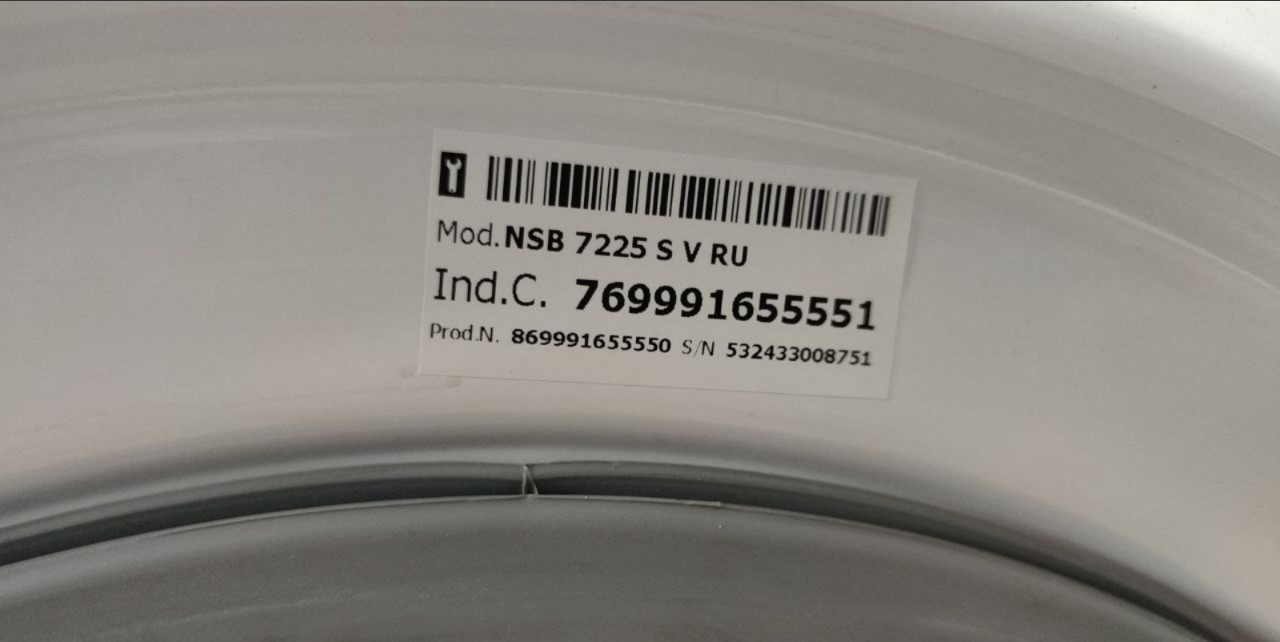 Mod. NSB 7225 S V RU
Ind.C. 769991655551
Prod.N. 869991655550 S/N 532433008751